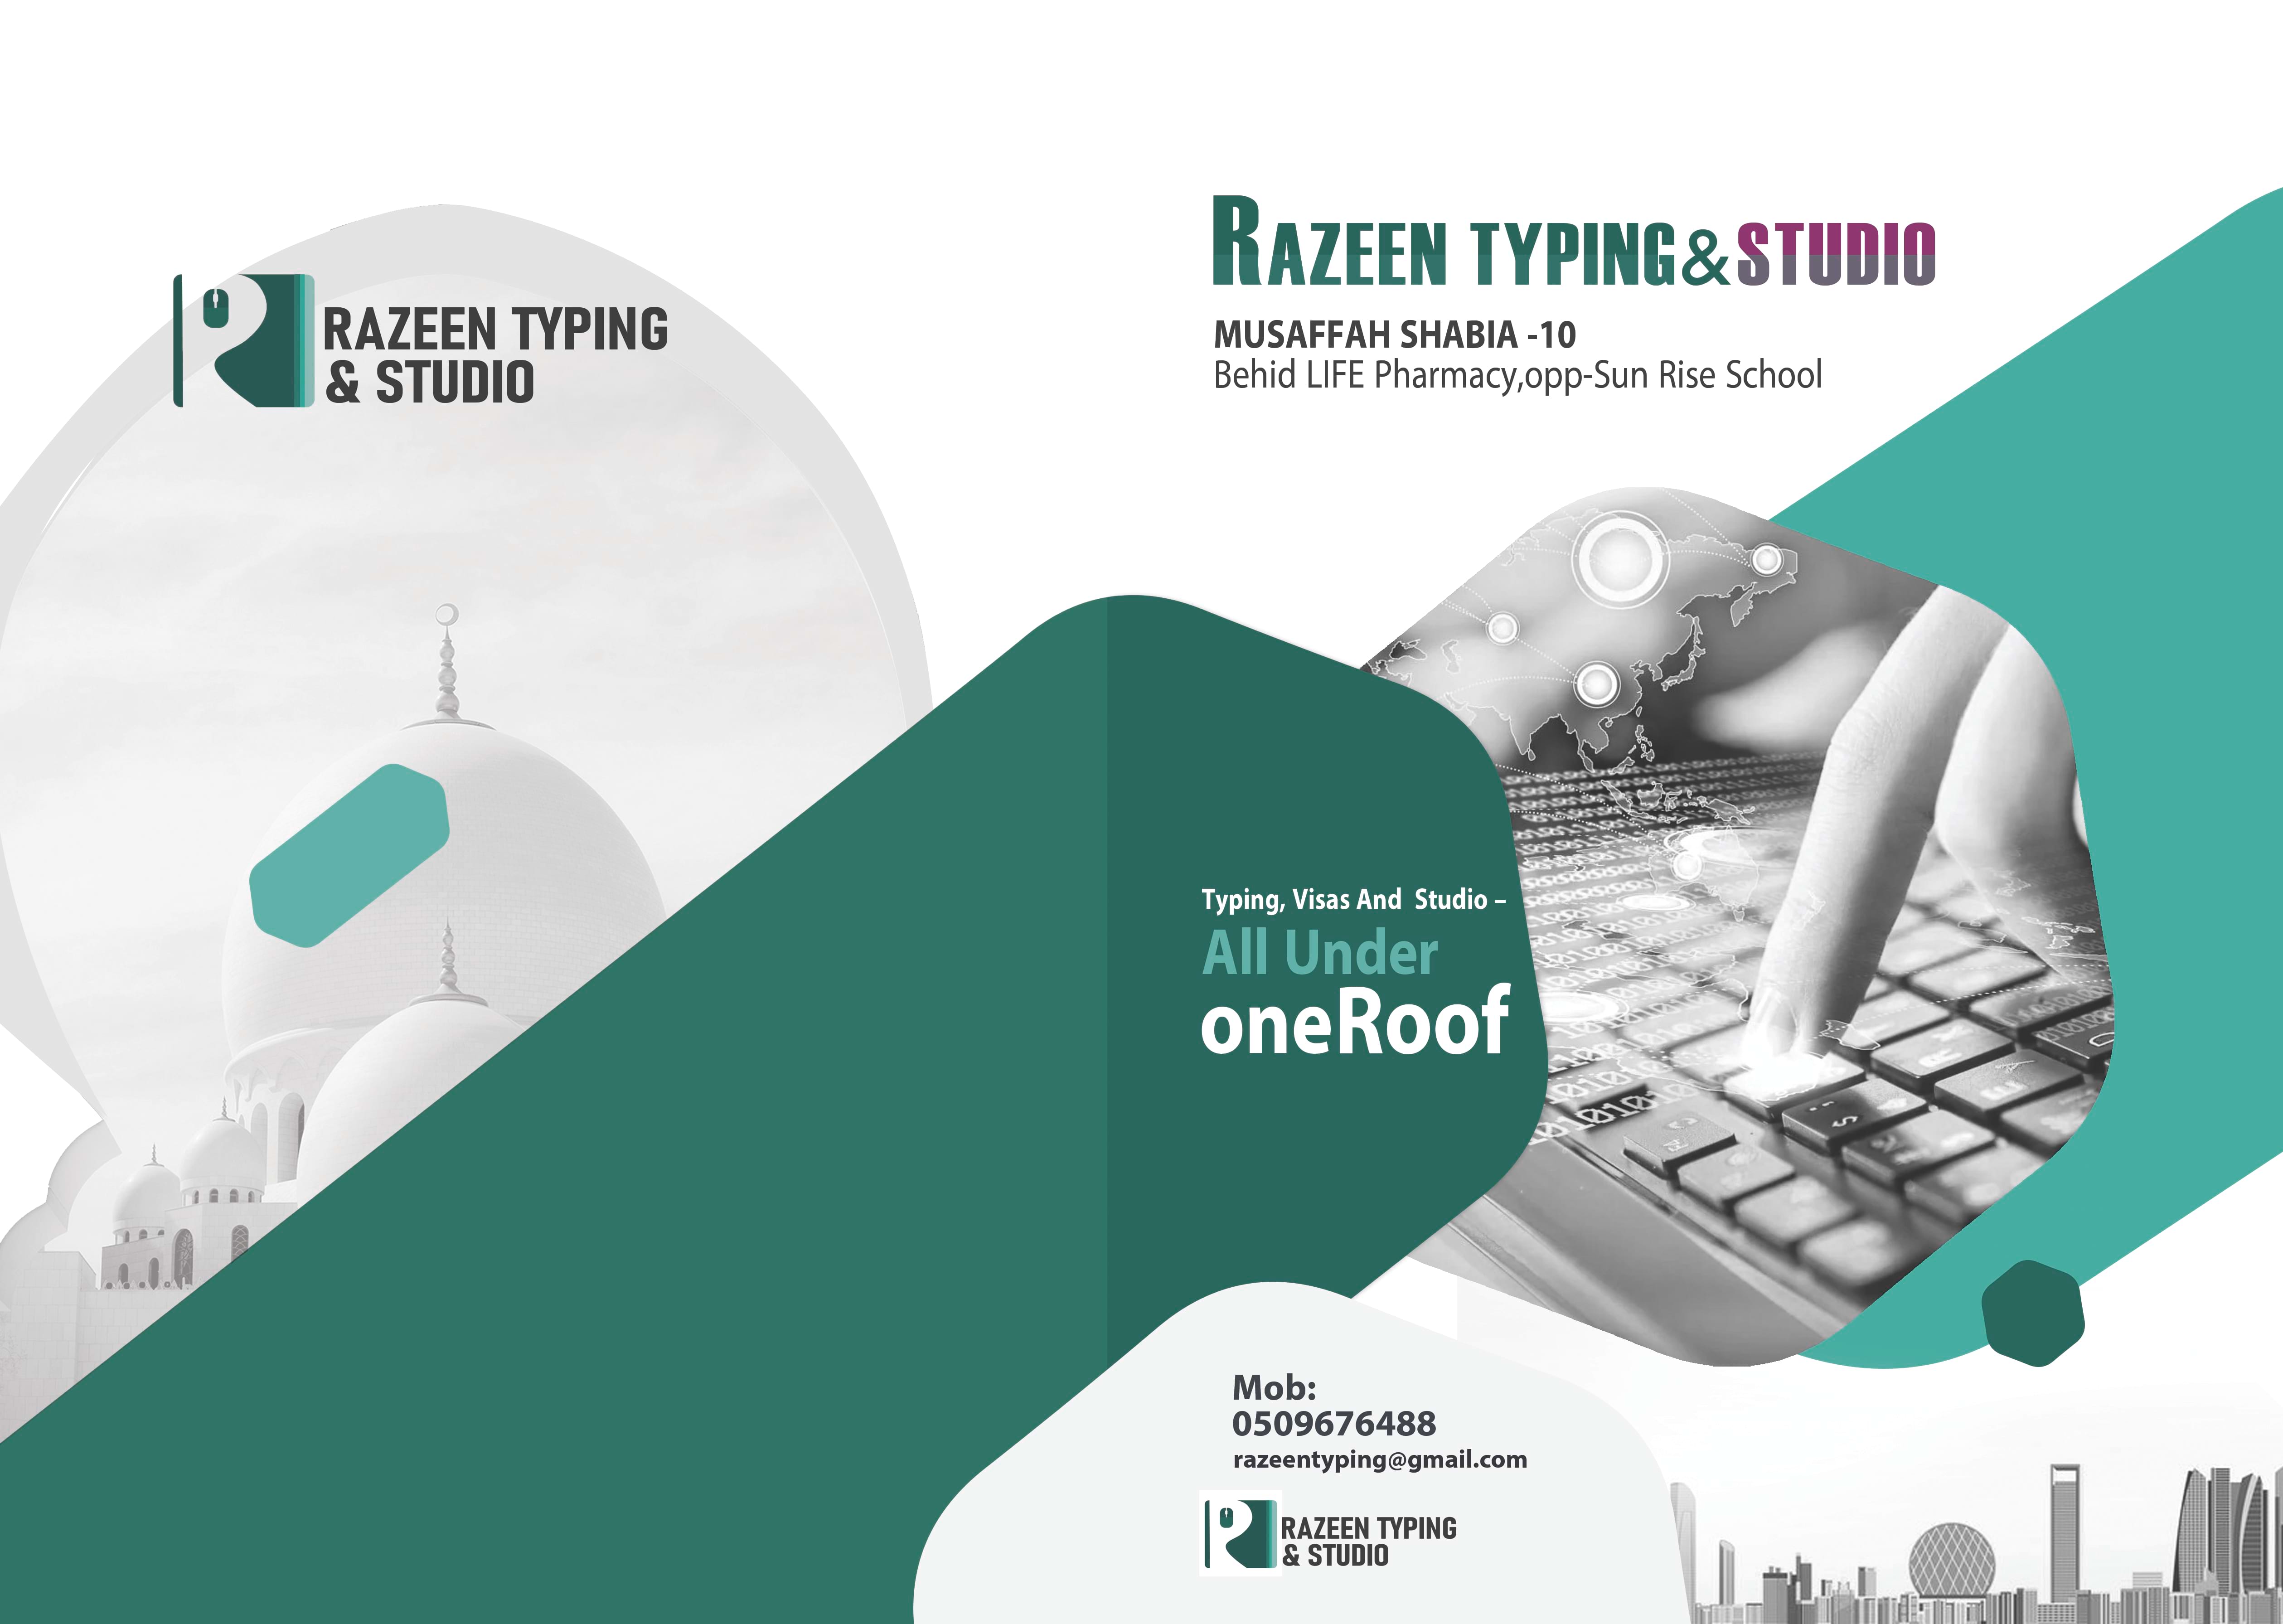 RAZEEN TYPING
& STUDIO
RAZEEN TYPING&STUDIO
MUSAFFAH SHABIA -10
Behid LIFE Pharmacy,opp-Sun Rise School
Typing, Visas And Studio –
All Under
oneRoof
Mob:
0509676488
razeentyping@gmail.com
RAZEEN TYPING
& STUDIO